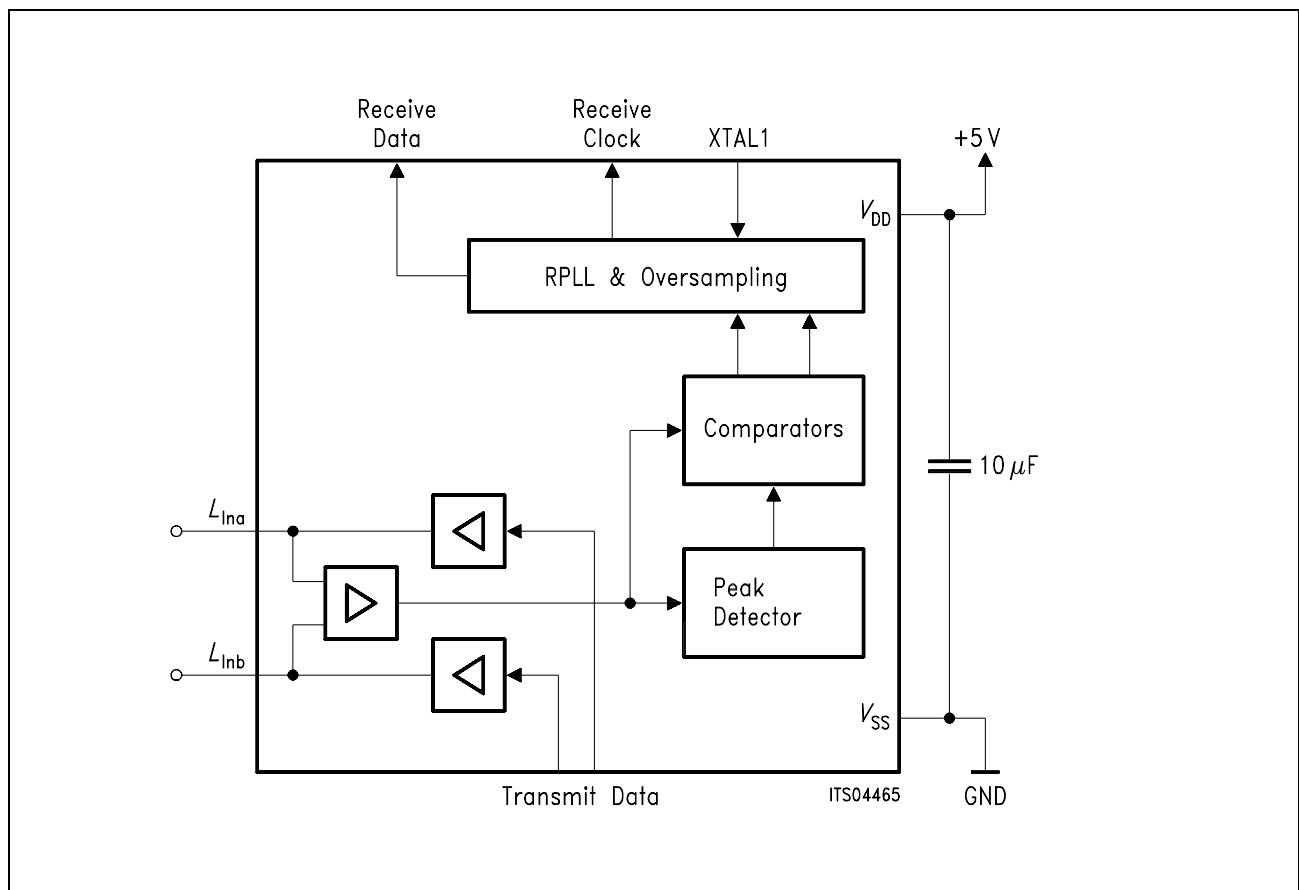 Receive
Data
Receive
Clock
XTAL1
+5V
VDD
RPLL & Oversampling
Comparators
10 µF
LIna
Peak
Detector
LInb
VSS
Transmit Data
ITS04465
GND